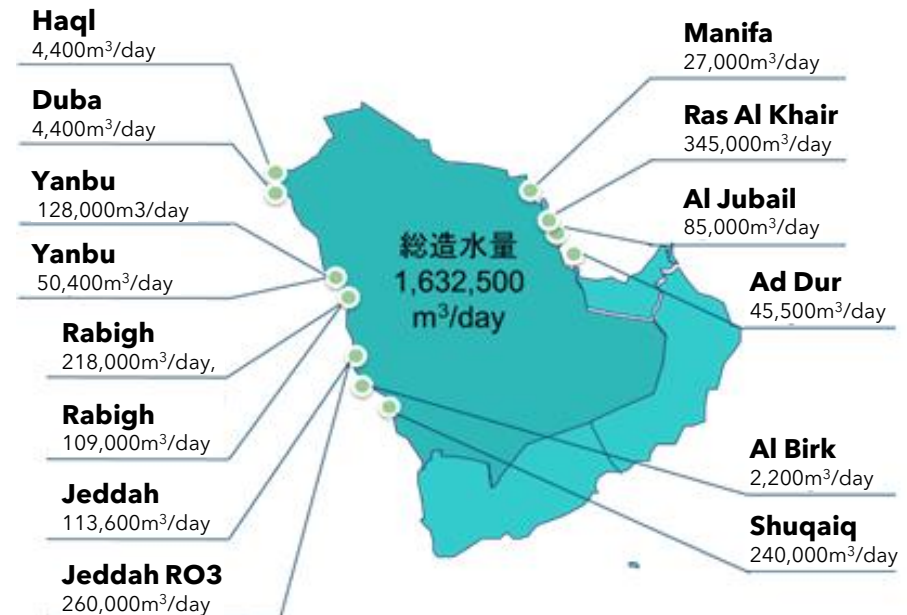 Haql
4,400m³/day
Duba
4,400m³/day
Yanbu
128,000m3/day
Yanbu
50,400m³/day
Rabigh
218,000m³/day,
Rabigh
109,000m³/day
Jeddah
113,600m³/day
Jeddah RO3
260,000m³/day
総造水量
1,632,500
m³/day
Manifa
27,000m³/day
Ras Al Khair
345,000m³/day
Al Jubail
85,000m³/day
Ad Dur
45,500m³/day
Al Birk
2,200m³/day
Shuqaiq
240,000m³/day